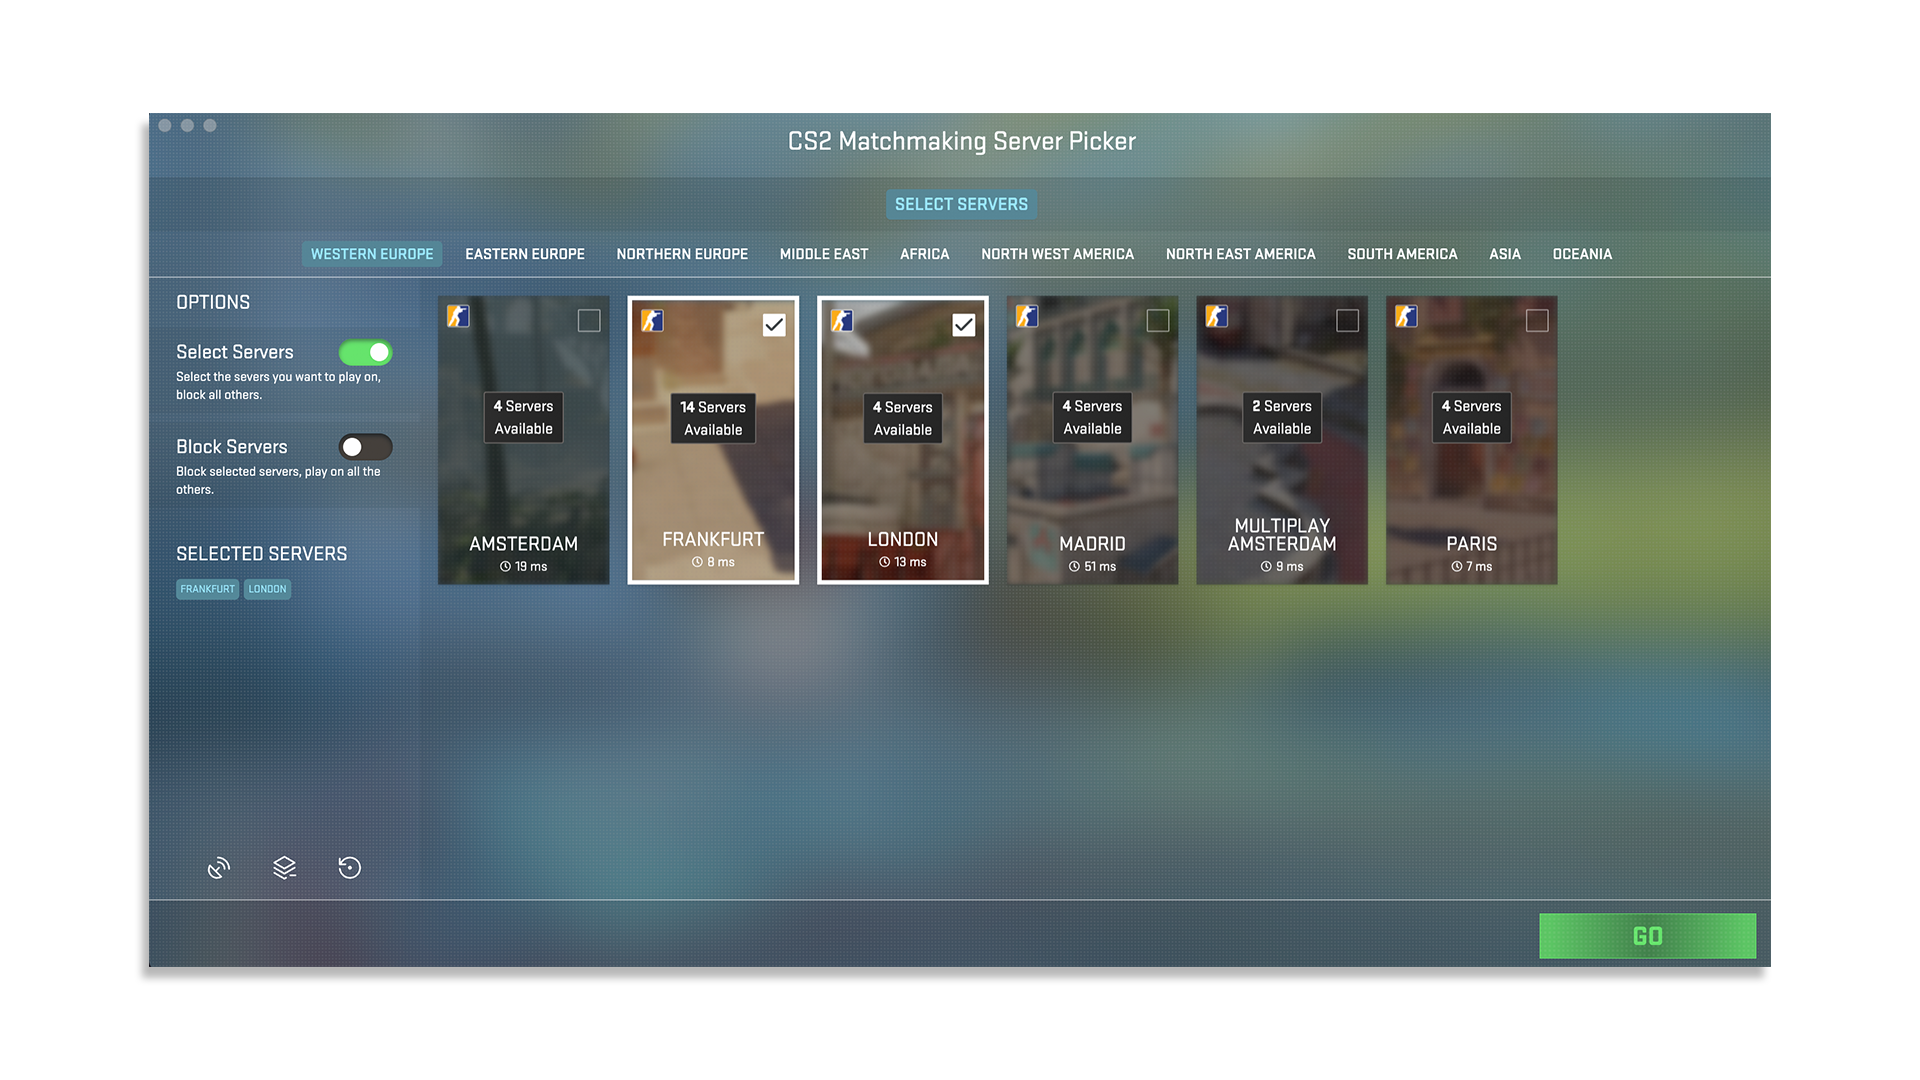 CS2 Matchmaking Server Picker
SELECT SERVERS
WESTERN EUROPE EASTERN EUROPE NORTHERN EUROPE MIDDLE EAST AFRICA NORTH WEST AMERICA NORTH EAST AMERICA SOUTH AMERICA ASIA OCEANIA
OPTIONS
Select Servers
Select the severs you want to play on,
block all others.
Block Servers
Block selected servers, play on all the
others.
SELECTED SERVERS
FRANKFURT LONDON
4 Servers
Available
AMSTERDAM
19 ms
14 Servers
Available
FRANKFURT
8 ms
4 Servers
Available
LONDON
13 ms
4 Servers
Available
MADRID
51 ms
2 Servers
Available
MULTIPLAY
AMSTERDAM
9 ms
4 Servers
Available
PARIS
7 ms
GO